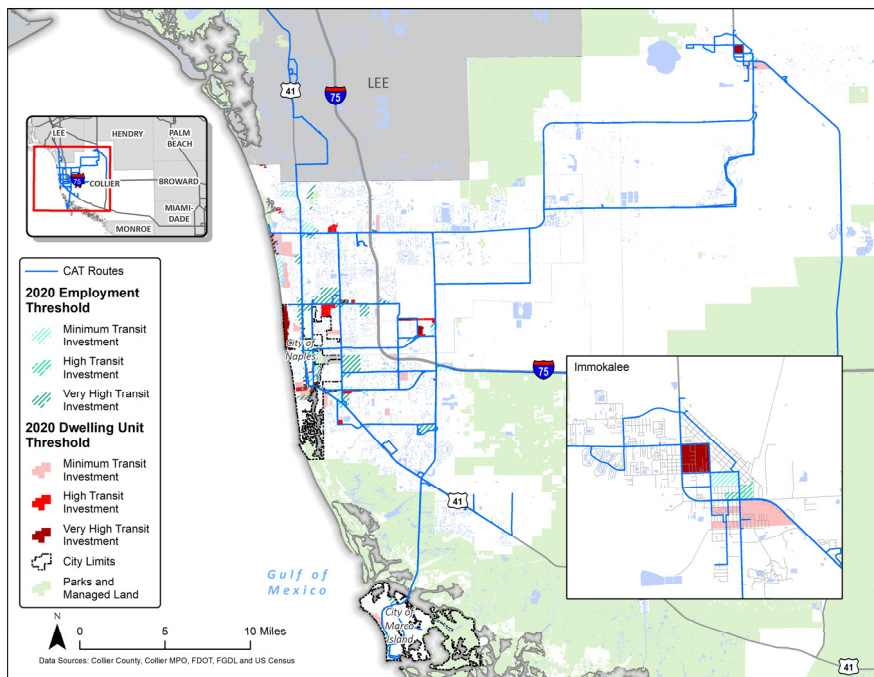 LEE
41
75
LEE
HENDRY
PALM
BEACH
75
COLLIER
BROWARD
MIAMI-
DADE
MONROE
CAT Routes
2020 Employment
Threshold
Minimum Transit
Investment
High Transit
Investment
Very High Transit
Investment
2020 Dwelling Unit
Threshold
Minimum Transit
Investment
High Transit
Investment
Very High Transit
Investment
City Limits
Parks and
Managed Land
City of
Naples
75
Immokalee
41
Gulf of
Mexico
City of
Marco
Island
N
0 5 10 Miles
Data Sources: Collier County, Collier MPO, FDOT, FGDL and US Census
41